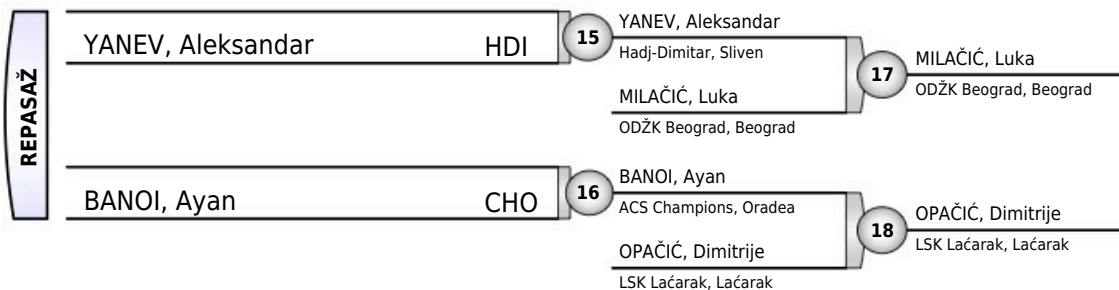 REPASAŽ
YANEV, Aleksandar HDI
15
YANEV, Aleksandar
Hadj-Dimitar, Sliven
MILAČIĆ, Luka
ODŽK Beograd, Beograd
17
MILAČIĆ, Luka
ODŽK Beograd, Beograd
BANOI, Ayan CHO
16
BANOI, Ayan
ACS Champions, Oradea
OPAČIĆ, Dimitrije
LSK Laćarak, Laćarak
18
OPAČIĆ, Dimitrije
LSK Laćarak, Laćarak